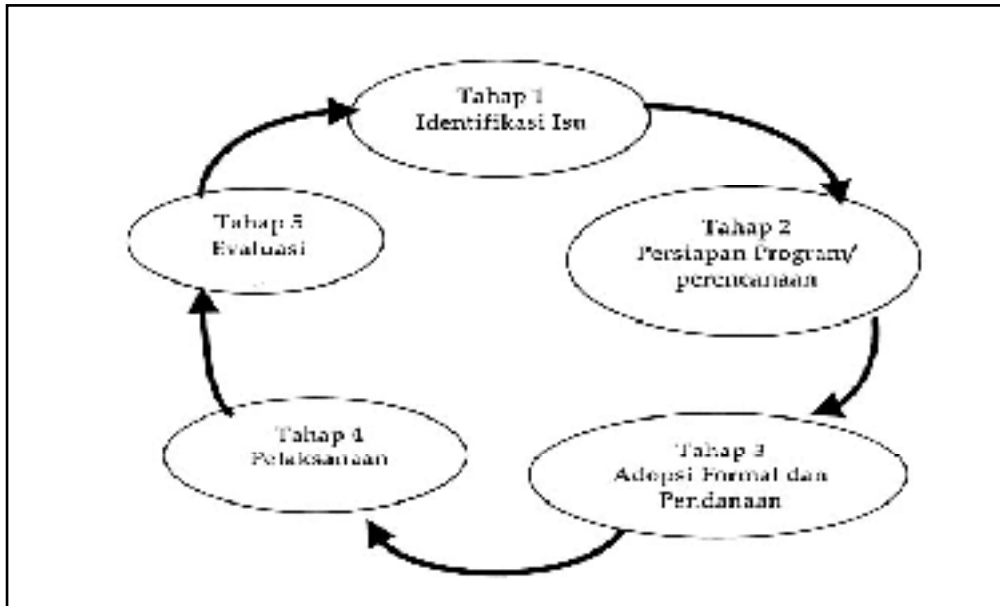 Tahap 1
Identifikasi Isu
Tahap 2
Persiapan Program/
perencanaan
Tahap 3
Adopsi Formal dan
Pendanaan
Tahap 4
Pelaksanaan
Tahap 5
Evaluasi